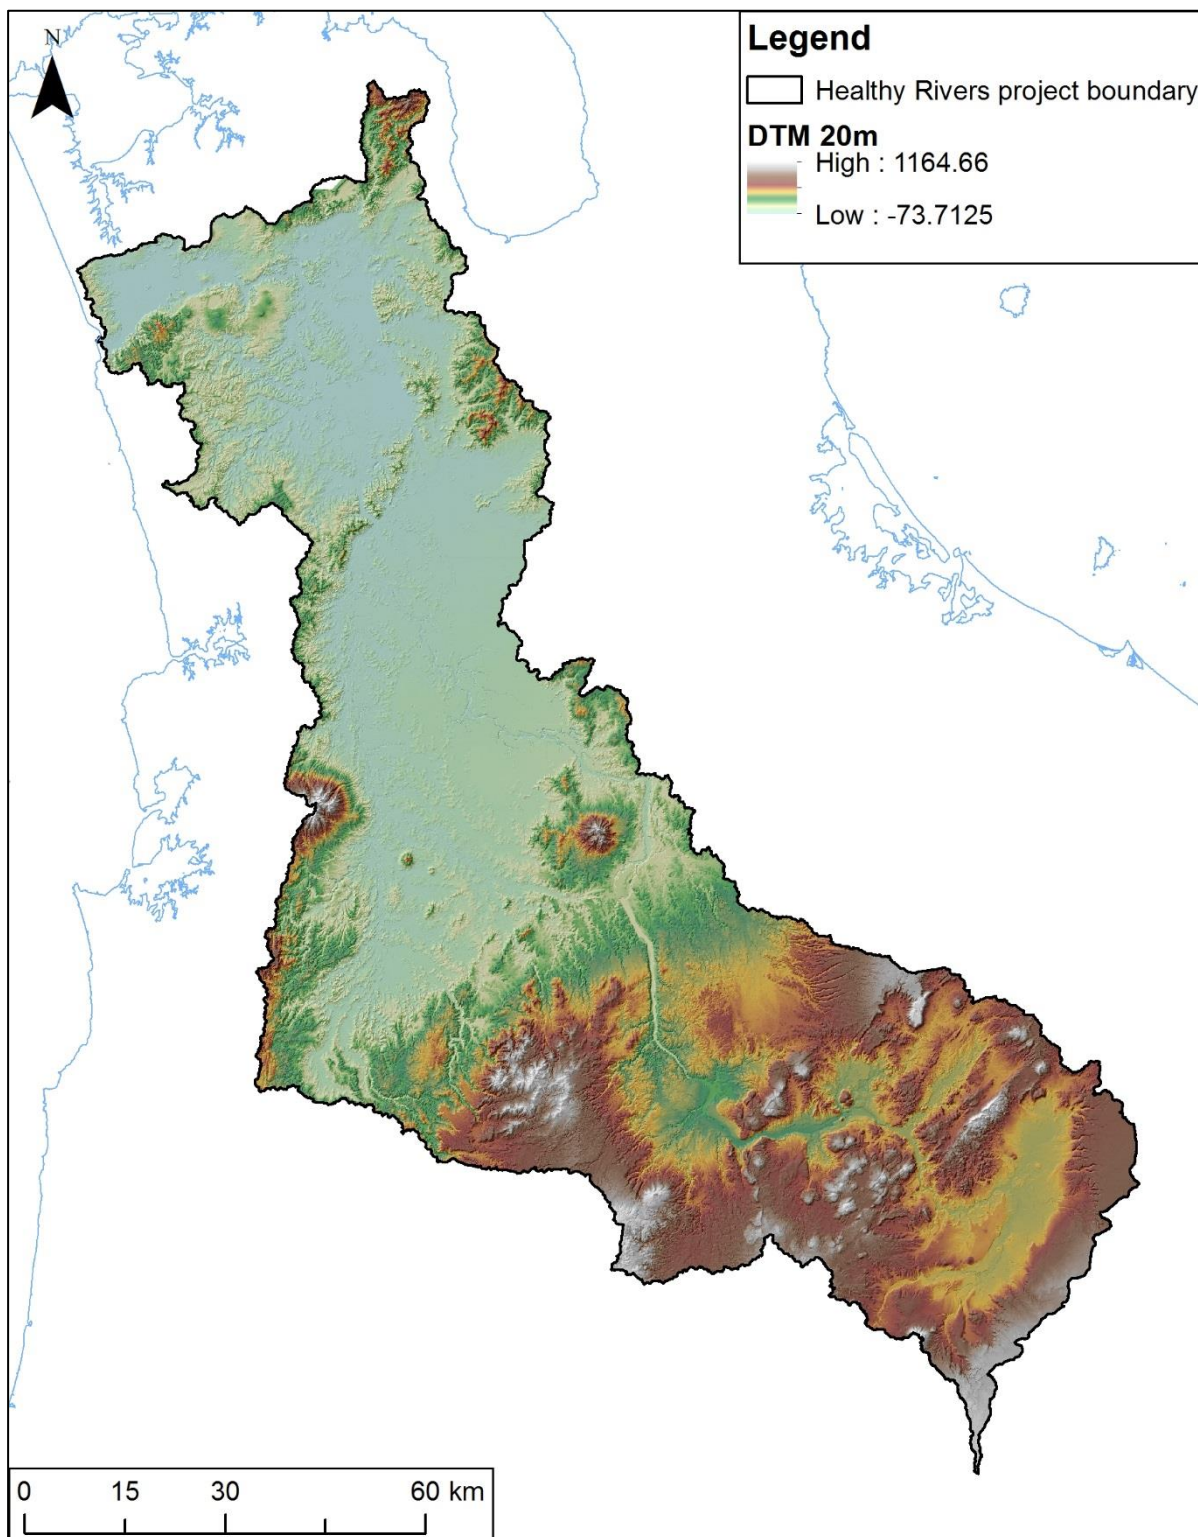 N
Legend
Healthy Rivers project boundary
DTM 20m
High : 1164.66
Low : -73.7125
0 15 30 60 km